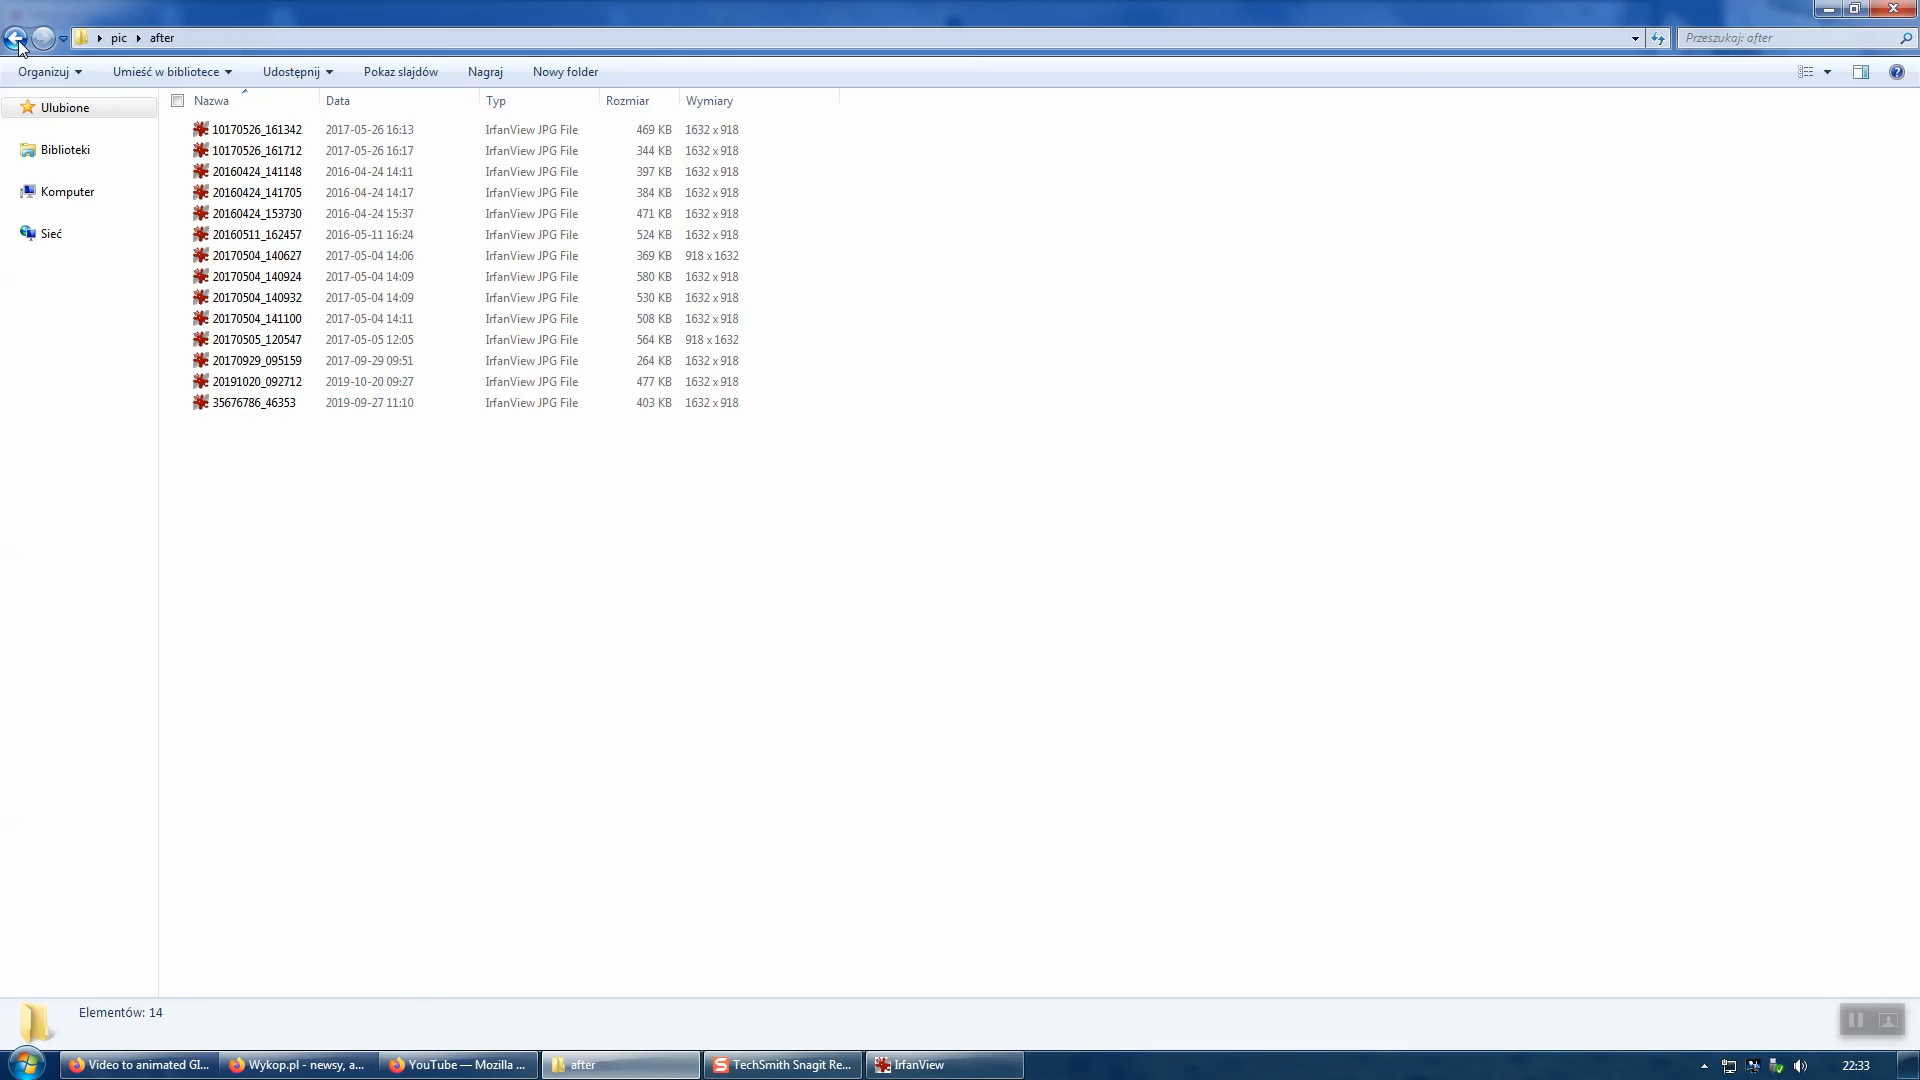 pic after
Przeszukaj: after
Organizuj Umieść w bibliotece Udostępnij Pokaz slajdów Nagraj Nowy folder
Nazwa Data Typ Rozmiar Wymiary
Ulubione
Biblioteki
Komputer
Sieć
10170526_161342 2017-05-26 16:13 IrfanView JPG File 469 KB 1632 x 918
10170526_161712 2017-05-26 16:17 IrfanView JPG File 344 KB 1632 x 918
20160424_141148 2016-04-24 14:11 IrfanView JPG File 397 KB 1632 x 918
20160424_141705 2016-04-24 14:17 IrfanView JPG File 384 KB 1632 x 918
20160424_153730 2016-04-24 15:37 IrfanView JPG File 471 KB 1632 x 918
20160511_162457 2016-05-11 16:24 IrfanView JPG File 524 KB 1632 x 918
20170504_140627 2017-05-04 14:06 IrfanView JPG File 369 KB 918 x 1632
20170504_140924 2017-05-04 14:09 IrfanView JPG File 580 KB 1632 x 918
20170504_140932 2017-05-04 14:09 IrfanView JPG File 530 KB 1632 x 918
20170504_141100 2017-05-04 14:11 IrfanView JPG File 508 KB 1632 x 918
20170505_120547 2017-05-05 12:05 IrfanView JPG File 564 KB 918 x 1632
20170929_095159 2017-09-29 09:51 IrfanView JPG File 264 KB 1632 x 918
20191020_092712 2019-10-20 09:27 IrfanView JPG File 477 KB 1632 x 918
35676786_46353 2019-09-27 11:10 IrfanView JPG File 403 KB 1632 x 918
Elementów: 14
Video to animated GI... Wykop.pl - newsy, a... YouTube — Mozilla ... after TechSmith Snagit Re... IrfanView 22:33